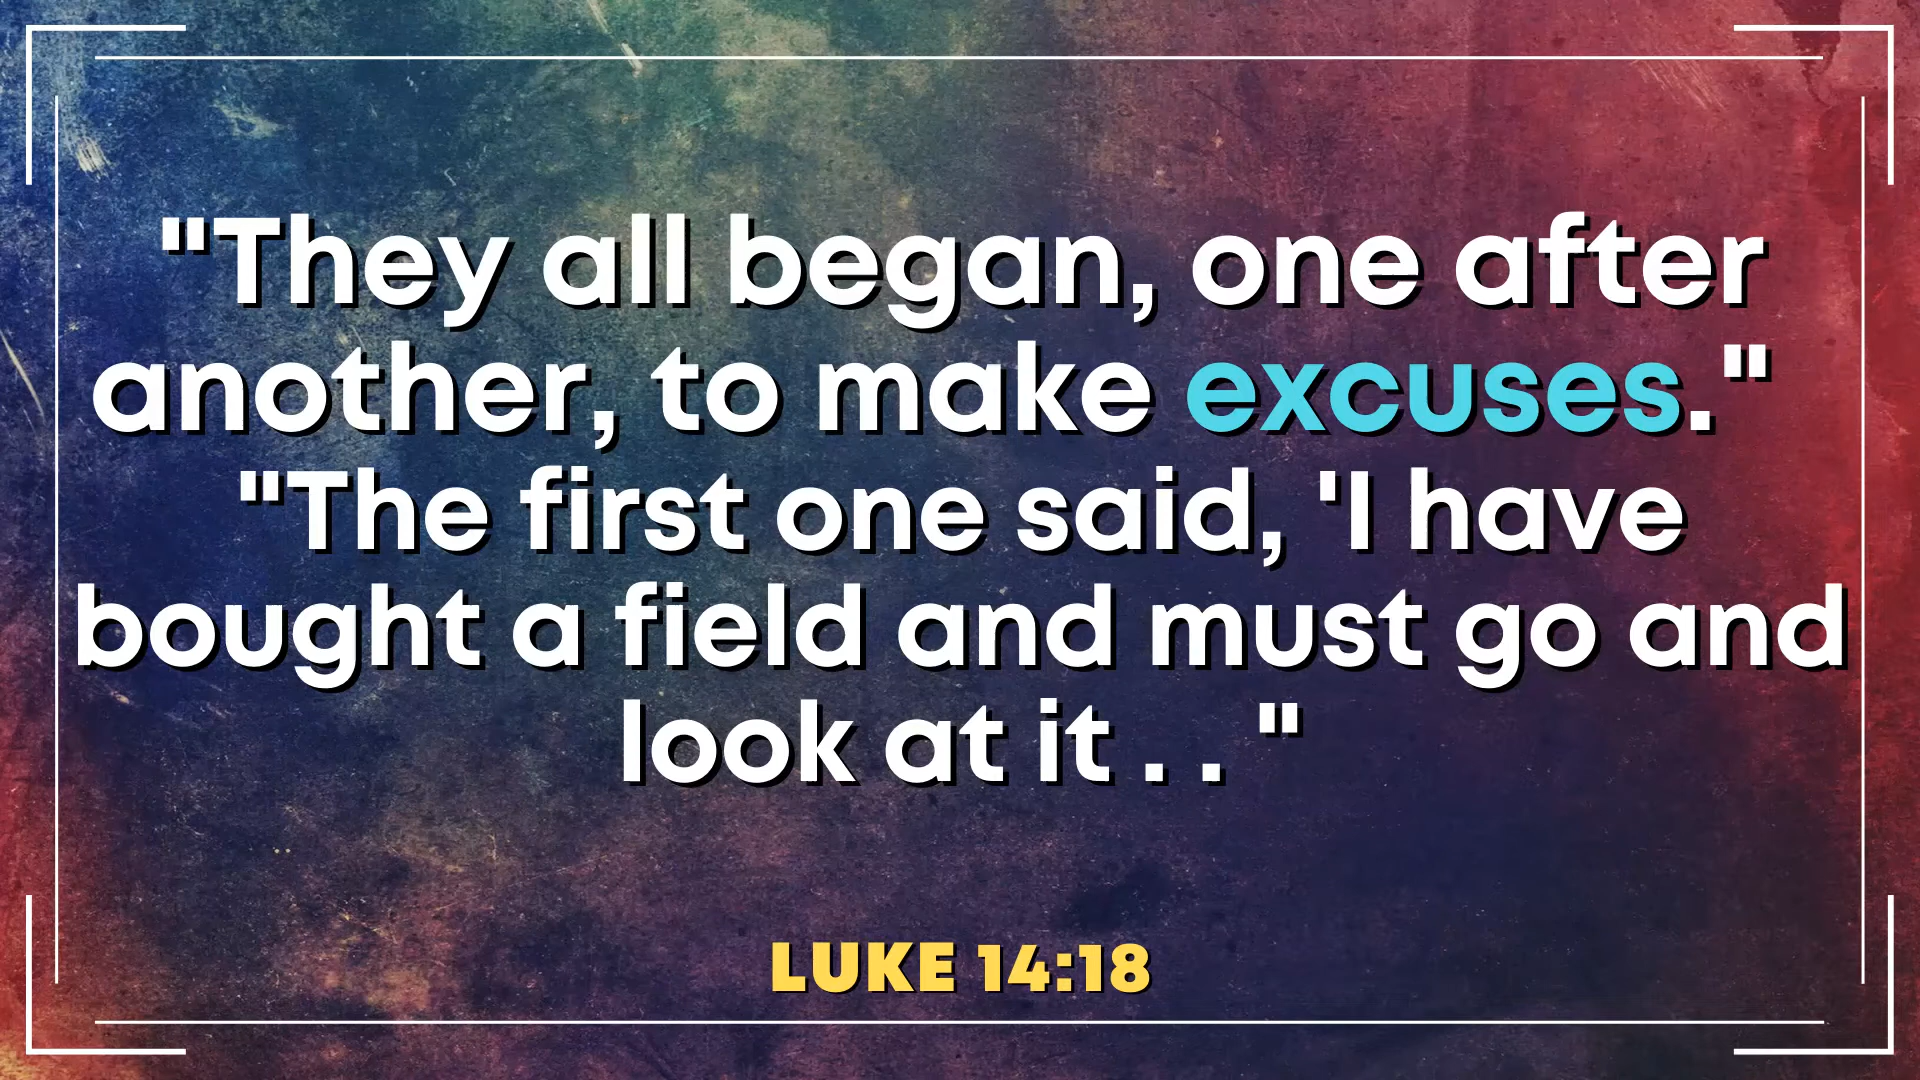 "They all began, one after
another, to make excuses."
"The first one said, 'I have
bought a field and must go and
look at it . . "
LUKE 14:18